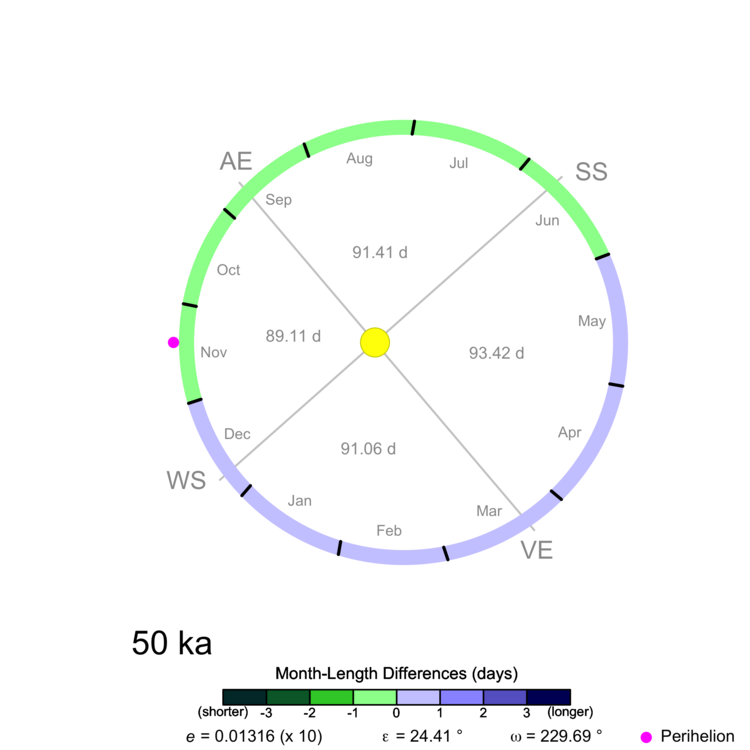 AE
SS
Aug
Jul
Sep
Jun
91.41 d
Oct
May
89.11 d
93.42 d
Nov
Dec
Apr
91.06 d
WS
Jan
Mar
Feb
VE
50 ka
Month-Length Differences (days)
(shorter) -3 -2 -1 0 1 2 3 (longer)
e = 0.01316 (x 10) ε = 24.41 ° ω = 229.69 ° Perihelion